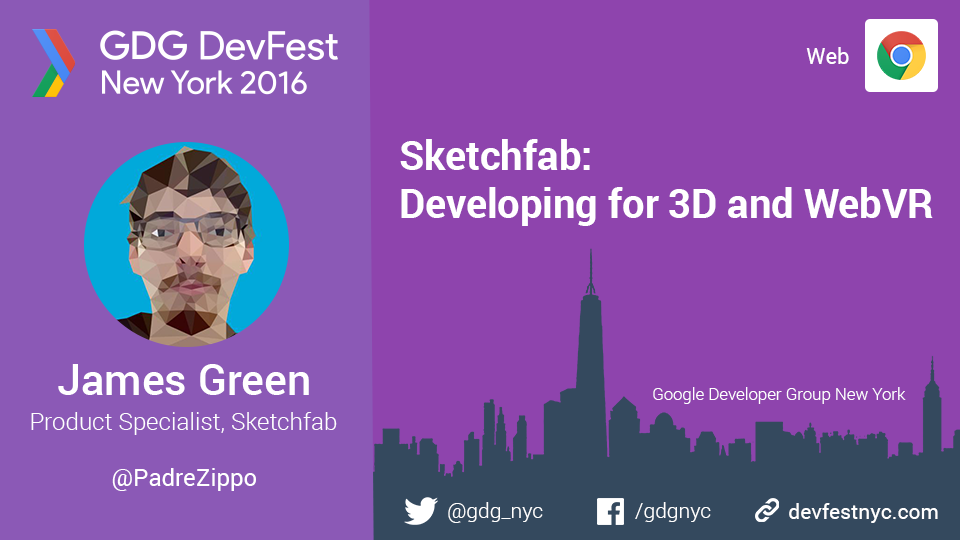 GDG DevFest
New York 2016
Web
Sketchfab:
Developing for 3D and WebVR
James Green
Product Specialist, Sketchfab
@PadreZippo
Google Developer Group New York
@gdg_nyc
/gdgnyc
devfestnyc.com